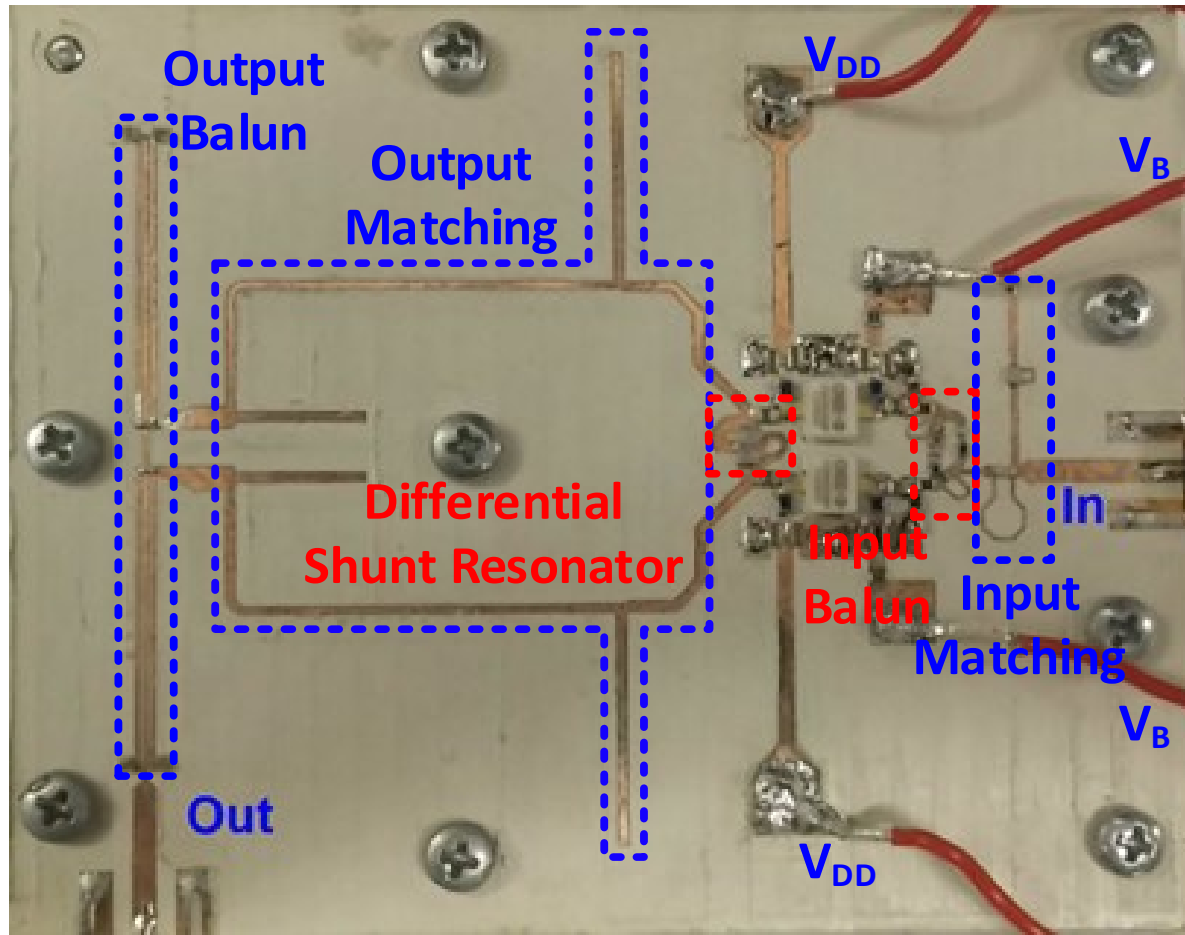 Output
Balun
Output
Matching
V_DD
V_B
Differential
Shunt Resonator
Input
Balun
In
Input
Matching
V_B
Out
V_DD